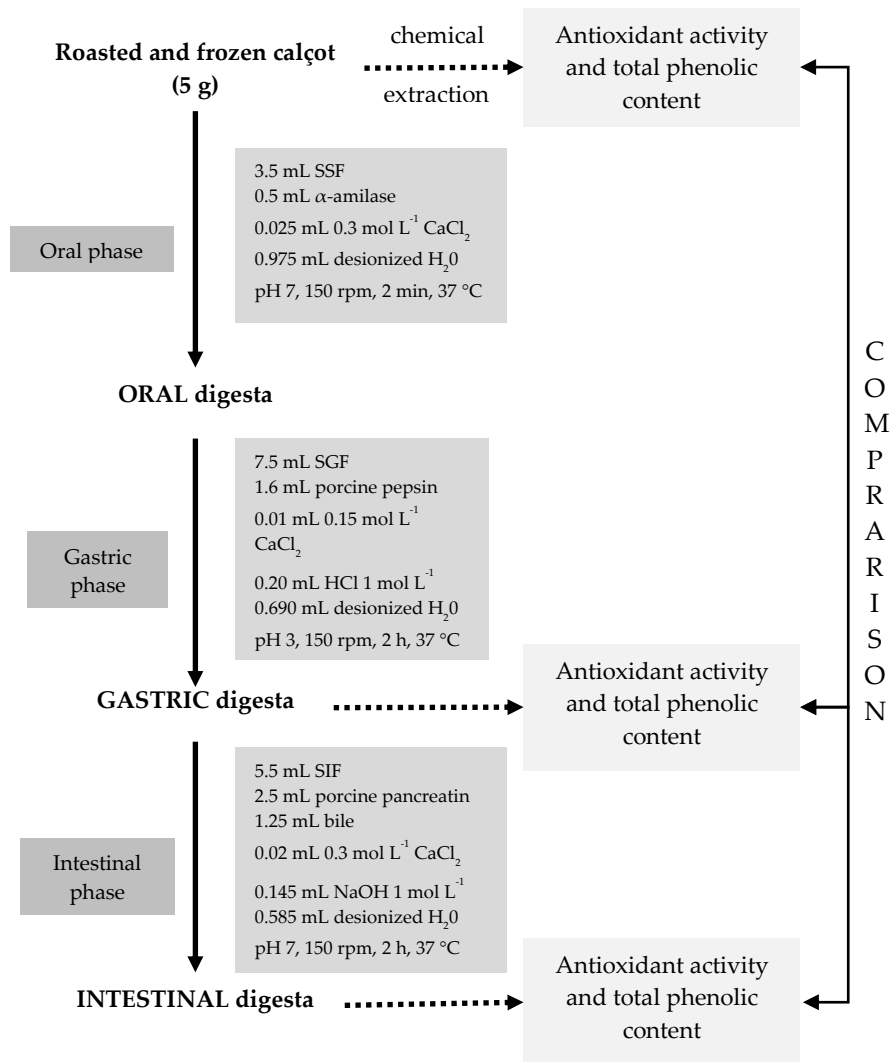 Roasted and frozen calçot
(5 g)
chemical
extraction
Antioxidant activity
and total phenolic
content
3.5 mL SSF
0.5 mL α-amilase
0.025 mL 0.3 mol L⁻¹ CaCl₂
0.975 mL desionized H₂0
pH 7, 150 rpm, 2 min, 37 °C
Oral phase
ORAL digesta
7.5 mL SGF
1.6 mL porcine pepsin
0.01 mL 0.15 mol L⁻¹
CaCl₂
0.20 mL HCl 1 mol L⁻¹
0.690 mL desionized H₂0
pH 3, 150 rpm, 2 h, 37 °C
Gastric
phase
GASTRIC digesta
Antioxidant activity
and total phenolic
content
5.5 mL SIF
2.5 mL porcine pancreatin
1.25 mL bile
0.02 mL 0.3 mol L⁻¹ CaCl₂
0.145 mL NaOH 1 mol L⁻¹
0.585 mL desionized H₂0
pH 7, 150 rpm, 2 h, 37 °C
Intestinal
phase
INTESTINAL digesta
Antioxidant activity
and total phenolic
content
C
O
M
P
R
A
R
I
S
O
N